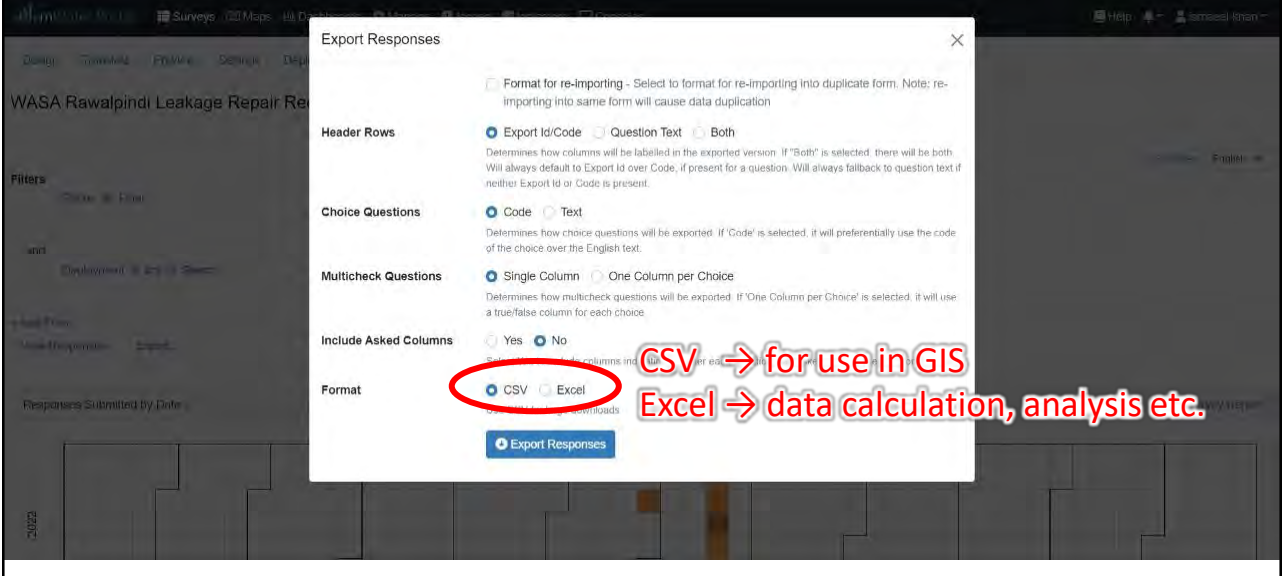 Surveys Maps
Help
Export Responses
Design Translate Preview Settings
WASA Rawalpindi Leakage Repair
Format for re-importing - Select to format for re-importing into duplicate form. Note: re-
importing into same form will cause data duplication
Header Rows
Export Id/Code Question Text Both
Determines how columns will be labelled in the exported version. If "Both" is selected, there will be both.
Will always default to Export Id over Code, if present for a question. Will always fallback to question text if
neither Export Id or Code is present.
English
Filters
Choice Questions
Code Text
Determines how choice questions will be exported. If 'Code' is selected, it will preferentially use the code
of the choice over the English text.
and
Multicheck Questions
Single Column One Column per Choice
Determines how multicheck questions will be exported. If 'One Column per Choice' is selected, it will use
a true/false column for each choice
Include Asked Columns
Yes No
CSV → for use in GIS
Format
CSV Excel
Excel → data calculation, analysis etc.
downloads
Responses Submitted by Date
Export Responses
2022